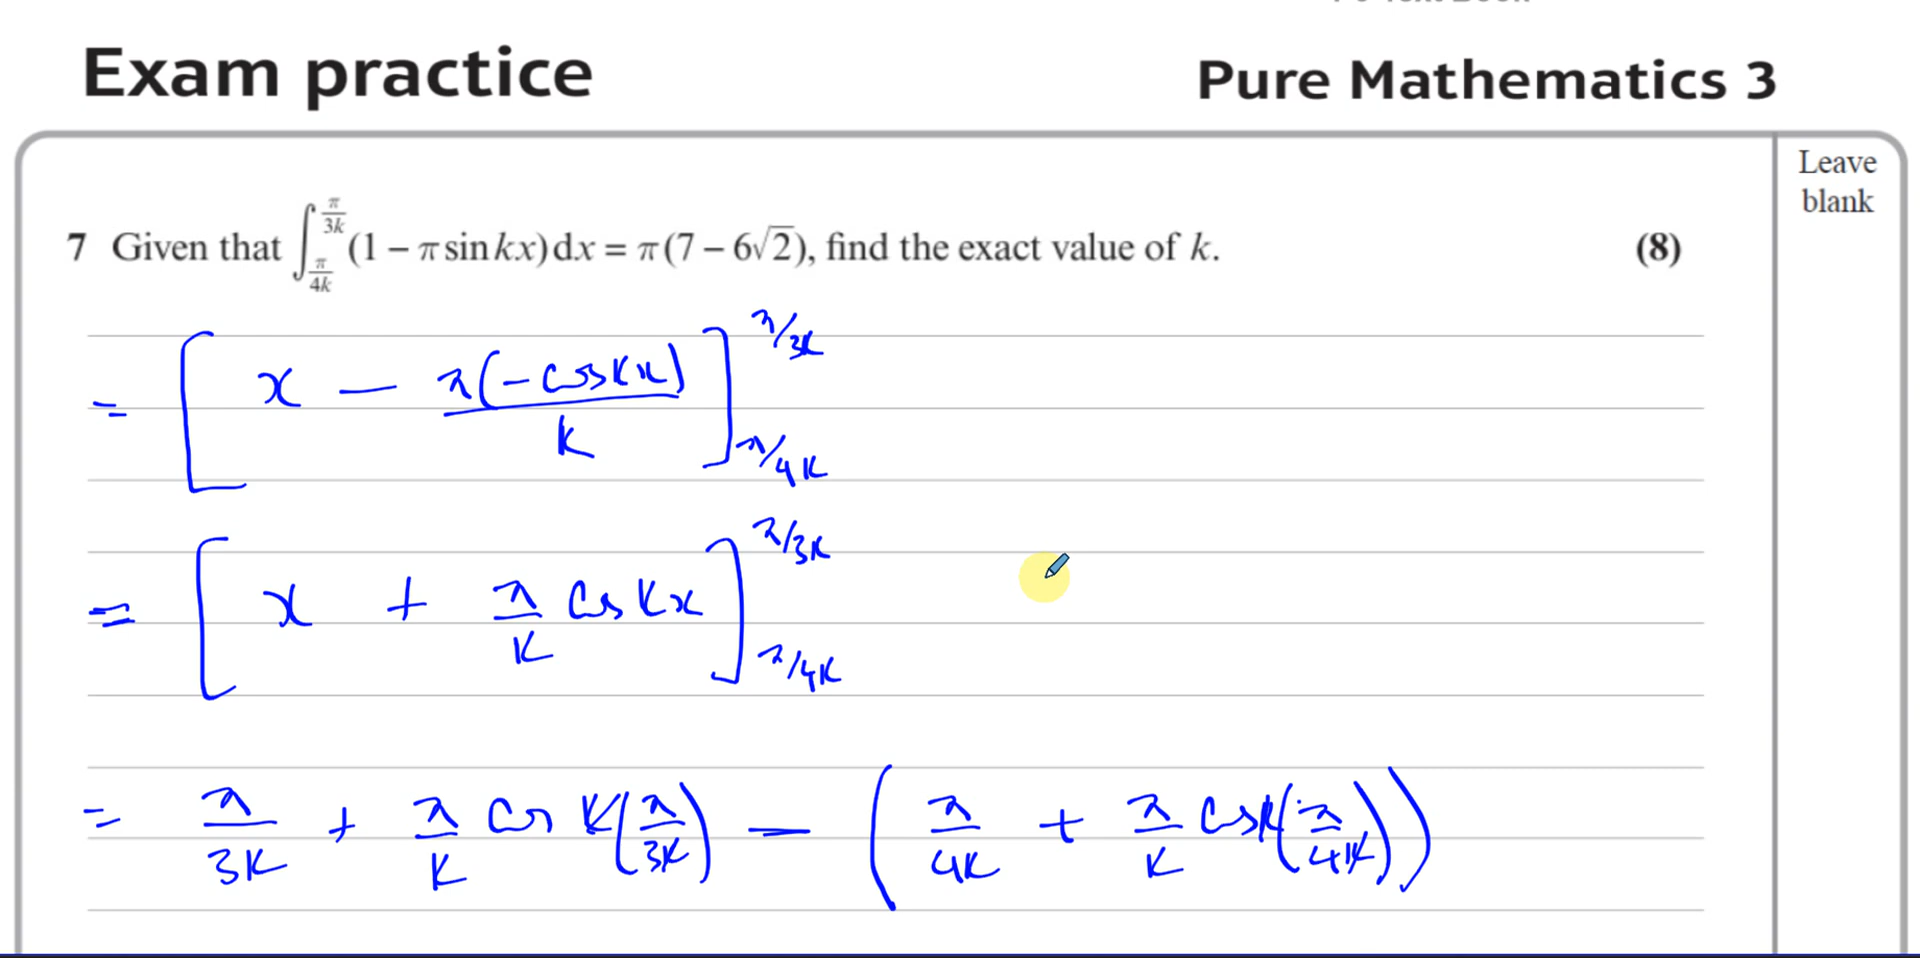 Exam practice
Pure Mathematics 3
Leave
blank
7 Given that ∫_{π/4k}^{π/3k} (1 − π sin kx) dx = π(7 − 6√2), find the exact value of k. (8)
= [ x − π(−cos kx)/k ]_{π/4k}^{π/3k}
= [ x + π/k cos kx ]_{π/4k}^{π/3k}
= π/3k + π/k cos k(π/3k) − ( π/4k + π/k cos k(π/4k) )